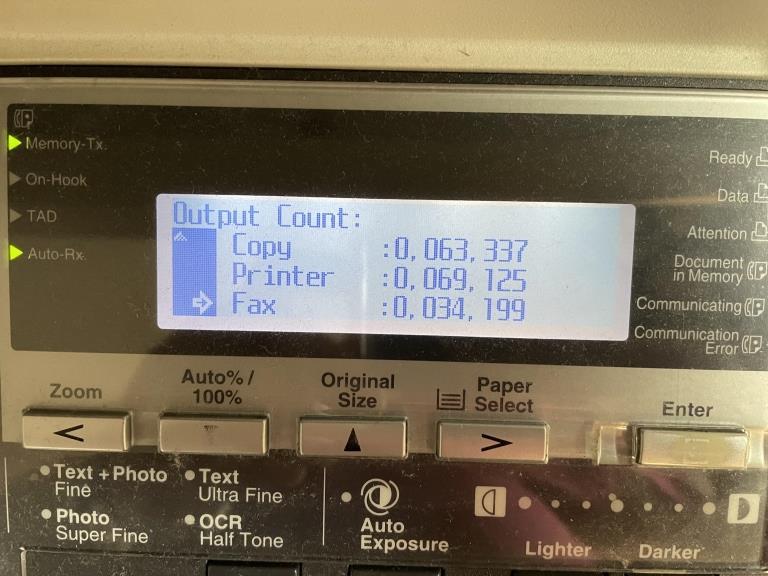 Memory-Tx.
On-Hook
TAD
Auto-Rx.
Output Count:
Copy :0,063,337
Printer :0,069,125
Fax :0,034,199
Ready
Data
Attention
Document
in Memory
Communicating
Communication
Error
Zoom
Auto% /
100%
Original
Size
Paper
Select
Enter
Text + Photo
Fine
Text
Ultra Fine
Photo
Super Fine
OCR
Half Tone
Auto
Exposure
Lighter
Darker